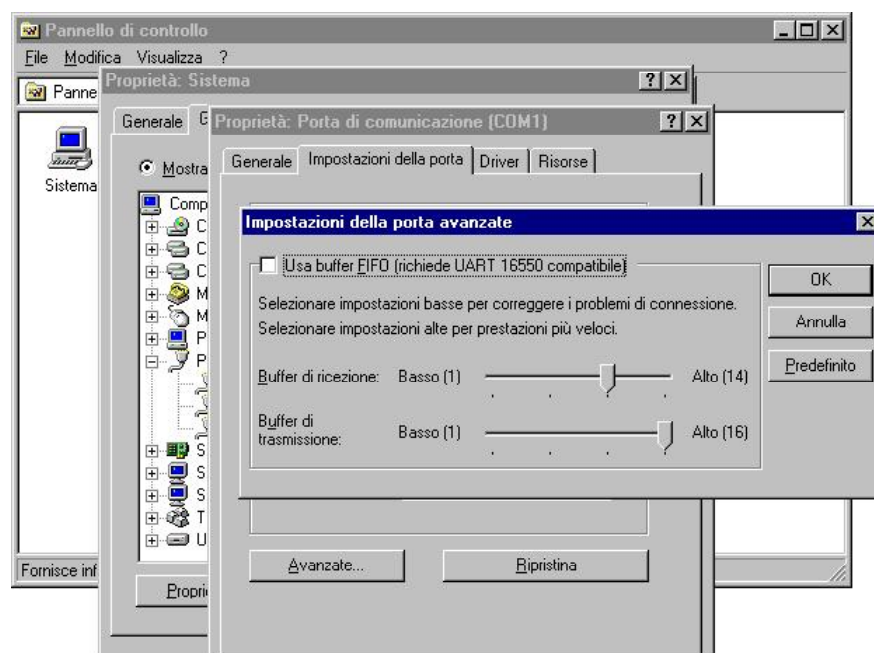 Pannello di controllo
File Modifica Visualizza ?
Panne
Sistema
Fornisce inf
Proprietà: Sistema
Generale G
Mostra
Comp
C
C
C
M
M
P
P
S
S
S
T
U
Propri
Proprietà: Porta di comunicazione (COM1)
Generale Impostazioni della porta Driver Risorse
Impostazioni della porta avanzate
Usa buffer FIFO (richiede UART 16550 compatibile)
Selezionare impostazioni basse per correggere i problemi di connessione.
Selezionare impostazioni alte per prestazioni più veloci.
Buffer di ricezione: Basso (1) Alto (14)
Buffer di
trasmissione: Basso (1) Alto (16)
OK
Annulla
Predefinito
Avanzate... Ripristina